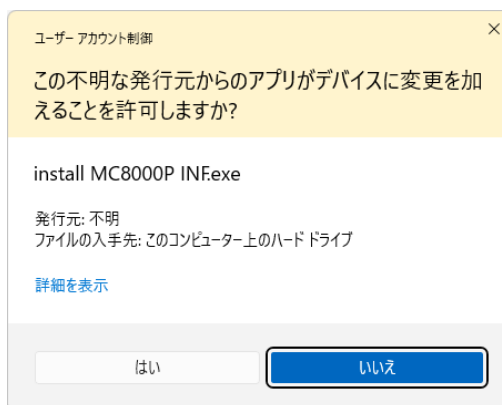 ユーザー アカウント制御
この不明な発行元からのアプリがデバイスに変更を加
えることを許可しますか?
install MC8000P INF.exe
発行元: 不明
ファイルの入手先: このコンピューター上のハード ドライブ
詳細を表示
はい
いいえ